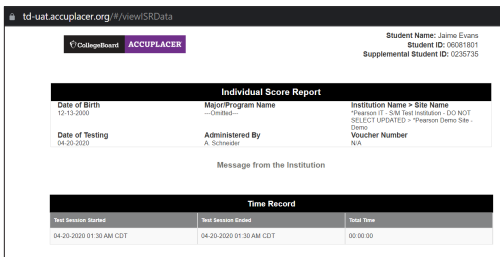 td-uat.accuplacer.org/#/viewISRData
CollegeBoard ACCUPLACER
Student Name: Jaime Evans
Student ID: 06081801
Supplemental Student ID: 0235735
Individual Score Report
Date of Birth Major/Program Name Institution Name > Site Name
12-13-2000 ---Omitted--- *Pearson IT - S/M Test Institution - DO NOT
SELECT UPDATED > *Pearson Demo Site -
Demo
Date of Testing Administered By Voucher Number
04-20-2020 A. Schneider N/A
Message from the Institution
Time Record
Test Session Started Test Session Ended Total Time
04-20-2020 01:30 AM CDT 04-20-2020 01:30 AM CDT 00:00:00